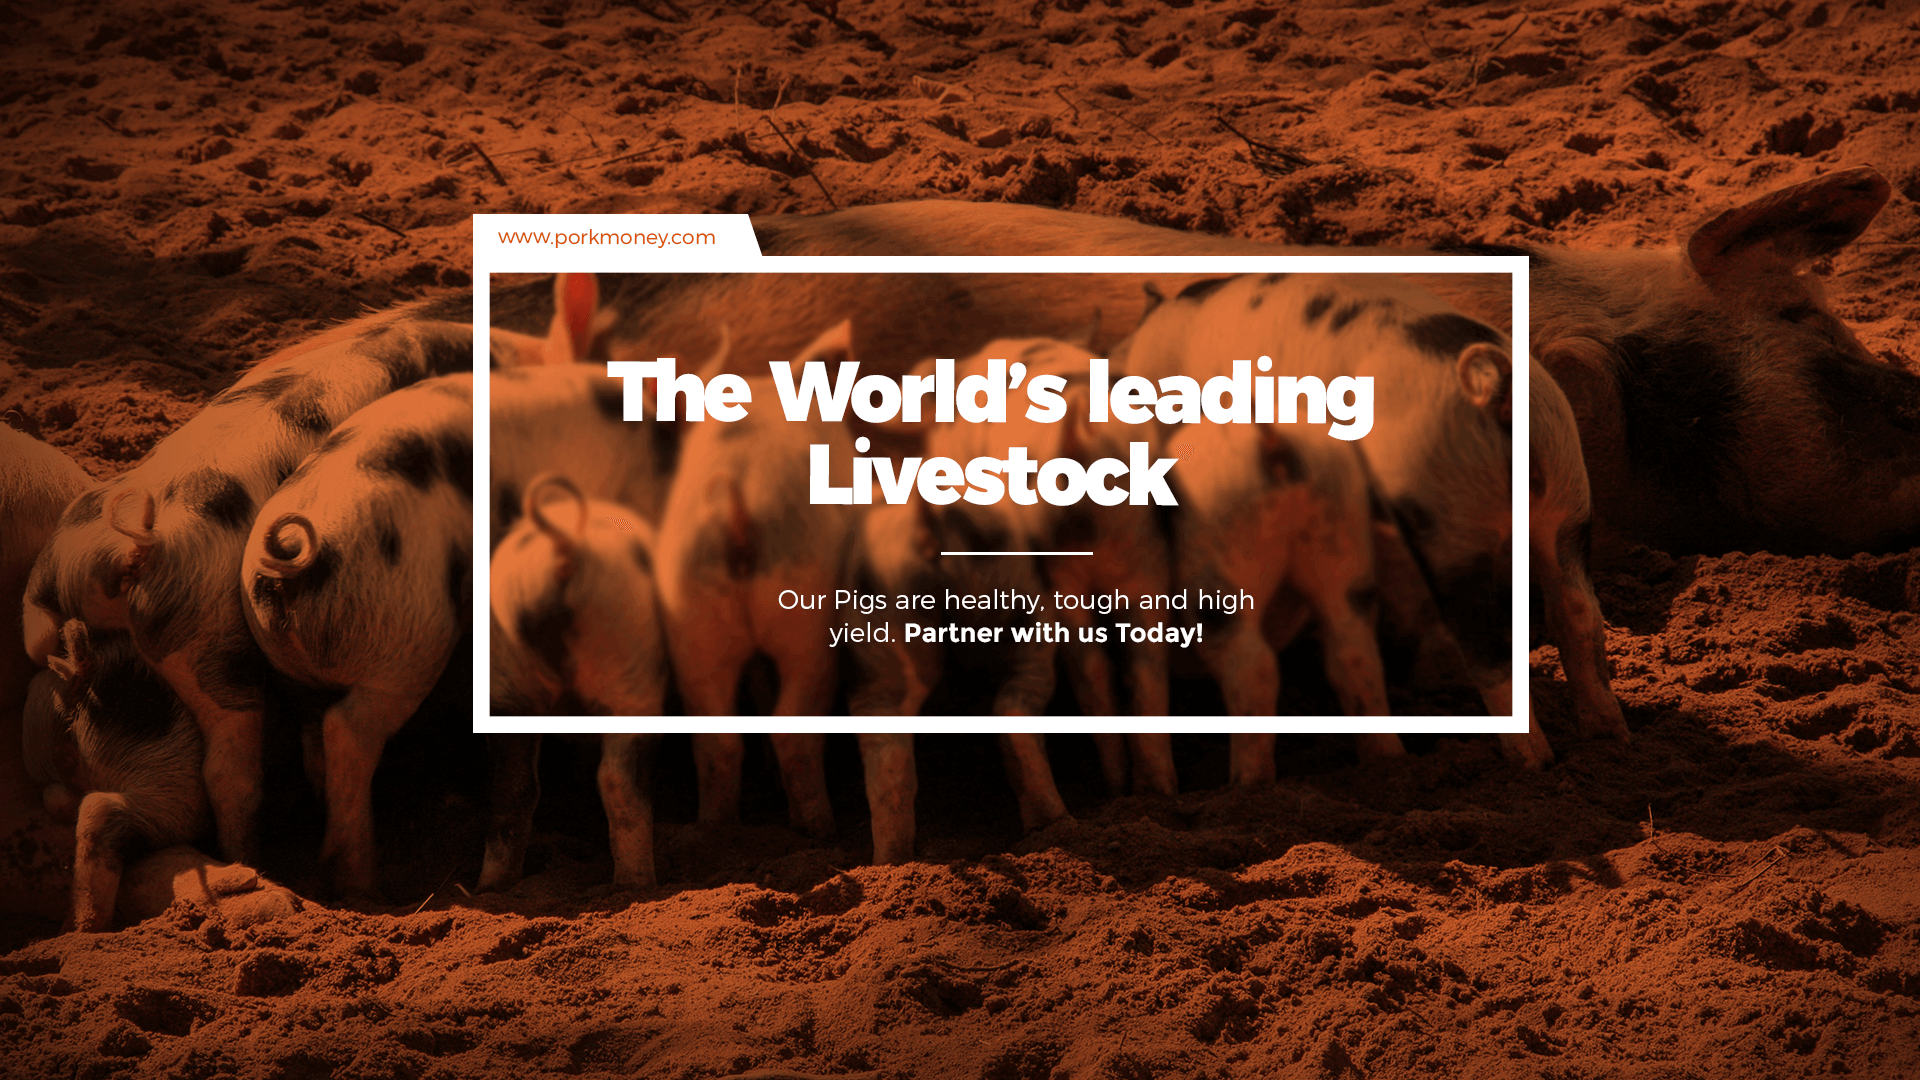 www.porkmoney.com
The World’s leading
Livestock
Our Pigs are healthy, tough and high
yield. Partner with us Today!